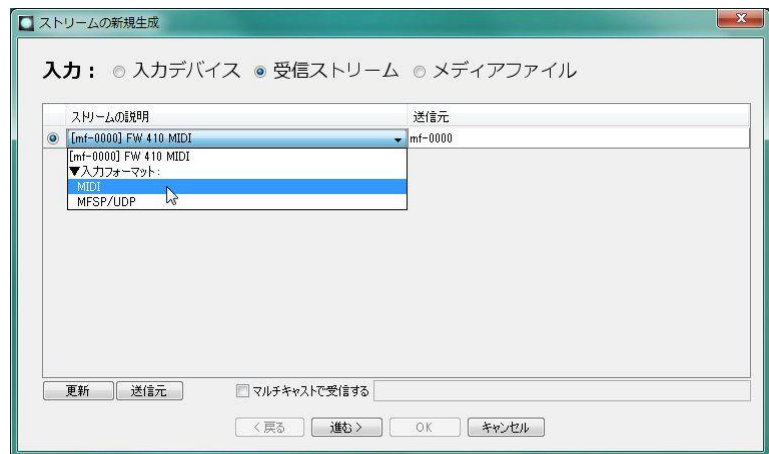 ストリームの新規生成
入力： 入力デバイス 受信ストリーム メディアファイル
ストリームの説明 送信元
[mf-0000] FW 410 MIDI mf-0000
[mf-0000] FW 410 MIDI
▼入力フォーマット:
MIDI
MFSP/UDP
更新 送信元 マルチキャストで受信する
< 戻る 進む > OK キャンセル